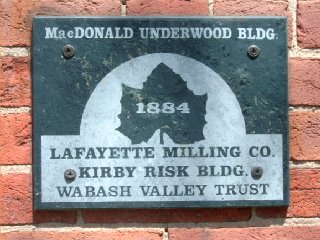 MacDONALD UNDERWOOD BLDG.
1884
LAFAYETTE MILLING CO.
KIRBY RISK BLDG.
WABASH VALLEY TRUST